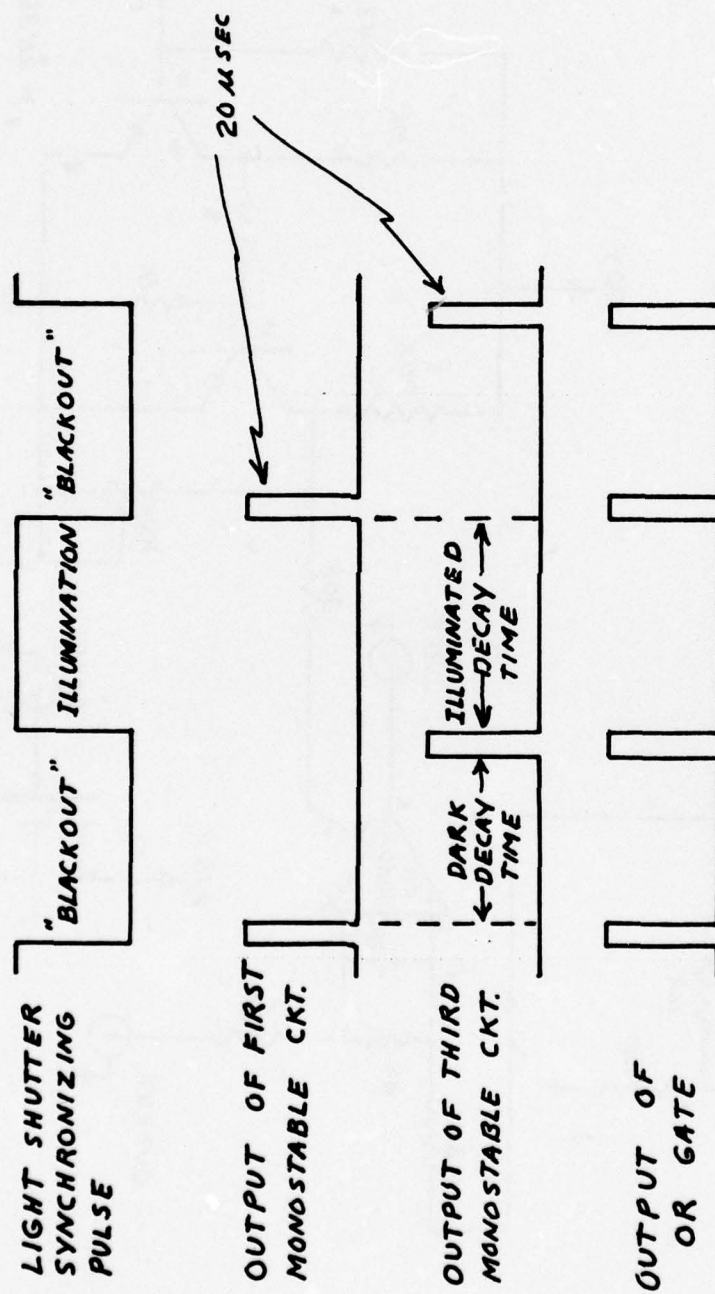 LIGHT SHUTTER
SYNCHRONIZING
PULSE
"BLACKOUT"
ILLUMINATION
"BLACKOUT"
OUTPUT OF FIRST
MONOSTABLE CKT.
20 µ SEC
OUTPUT OF THIRD
MONOSTABLE CKT.
DARK
DECAY
TIME
ILLUMINATED
DECAY
TIME
OUTPUT OF
OR GATE